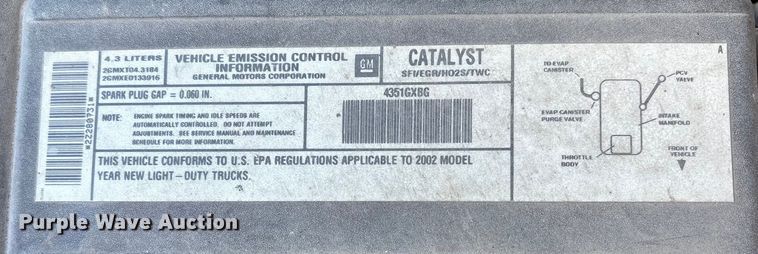 *22280731*
4.3 LITERS
2GMXT04.3184
2GMXE0133916
VEHICLE EMISSION CONTROL
INFORMATION
GENERAL MOTORS CORPORATION
GM
CATALYST
SFI/EGR/HO2S/TWC
SPARK PLUG GAP = 0.060 IN.
NOTE: ENGINE SPARK TIMING AND IDLE SPEEDS ARE
AUTOMATICALLY CONTROLLED. DO NOT ATTEMPT
ADJUSTMENTS. SEE SERVICE MANUAL AND MAINTENANCE
SCHEDULE FOR MORE INFORMATION.
4351GXBG
THIS VEHICLE CONFORMS TO U.S. EPA REGULATIONS APPLICABLE TO 2002 MODEL
YEAR NEW LIGHT-DUTY TRUCKS.
A
TO EVAP
CANISTER
PCV
VALVE
EVAP CANISTER
PURGE VALVE
INTAKE
MANIFOLD
THROTTLE
BODY
FRONT OF
VEHICLE
Purple Wave Auction